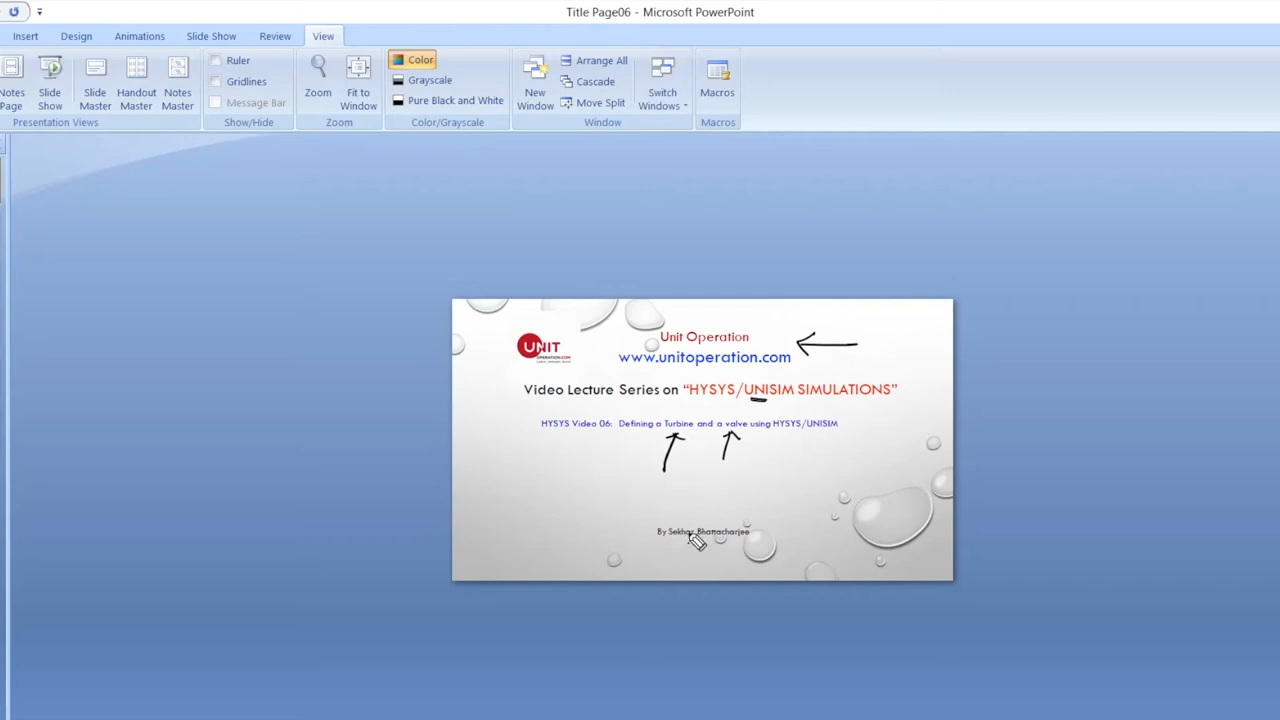 Title Page06 - Microsoft PowerPoint
Insert Design Animations Slide Show Review View
Notes Page
Slide Show
Slide Master
Handout Master
Notes Master
Presentation Views
Ruler
Gridlines
Message Bar
Show/Hide
Zoom
Fit to Window
Zoom
Color
Grayscale
Pure Black and White
Color/Grayscale
New Window
Arrange All
Cascade
Move Split
Switch Windows
Window
Macros
Macros
UNIT
OPERATION.COM
Unit Operation
www.unitoperation.com
Video Lecture Series on “HYSYS/UNISIM SIMULATIONS”
HYSYS Video 06: Defining a Turbine and a valve using HYSYS/UNISIM
By Sekhar Bhattacharjee